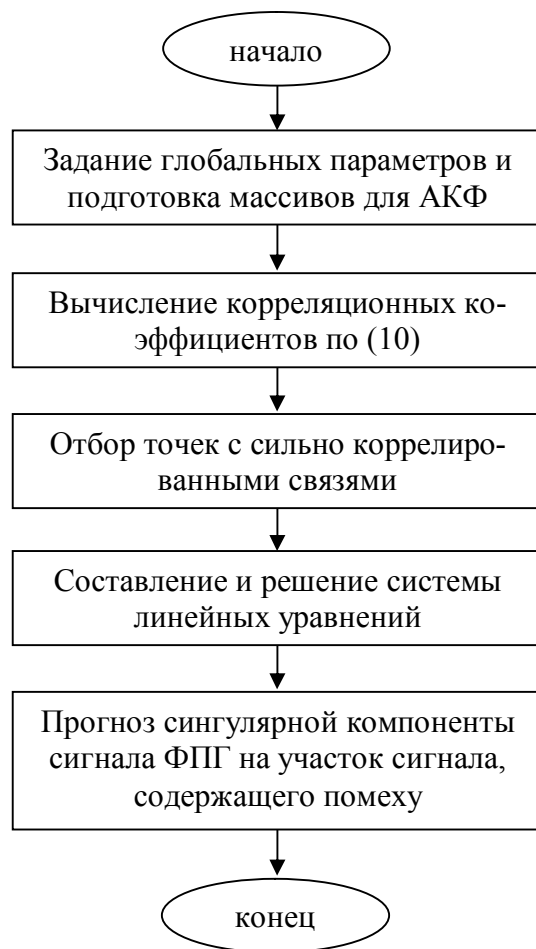 начало
Задание глобальных параметров и
подготовка массивов для АКФ
Вычисление корреляционных ко-
эффициентов по (10)
Отбор точек с сильно коррелиро-
ванными связями
Составление и решение системы
линейных уравнений
Прогноз сингулярной компоненты
сигнала ФПГ на участок сигнала,
содержащего помеху
конец